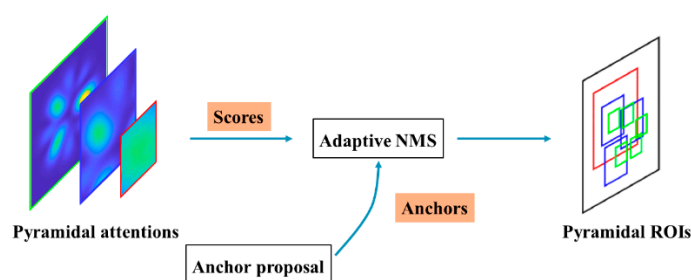 Scores
Adaptive NMS
Anchors
Pyramidal attentions
Pyramidal ROIs
Anchor proposal